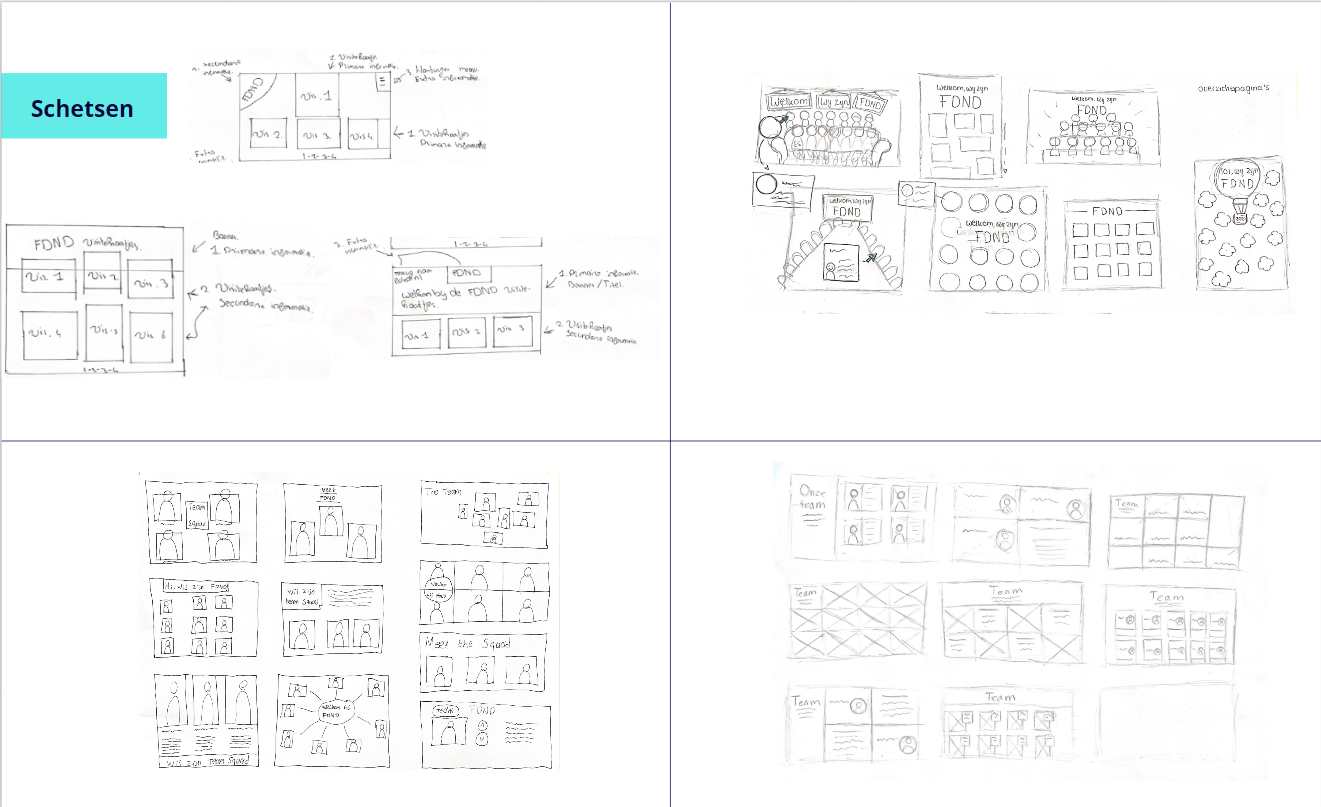 Schetsen
2. secundaire
informatie.
1. Visitekaartje.
Primaire informatie.
3. Hamburger menu.
Extra informatie.
FDND
Vis. 1
Vis 2.
Vis 3.
Vis 4.
1. Visitekaartjes
Primaire informatie
Extra
1-2-3-4
FDND visitekaartjes.
Banner
1 Primaire informatie.
Vis 1
Vis 2
Vis. 3
2 Visitekaartjes.
Secundaire informatie.
Vis. 4
Vis. 6
1-2-3-4
3. Extra
1-2-3-4
FDND
Welkom by de FDND visite-
kaartjes.
1. Primaire informatie.
Banner/Titel.
Vis 1
Vis 2
Vis 3
2 Visitekaartjes
Secundaire informatie
Welkom
Wij zijn
FDND
Welkom, wij zijn
FDND
Welkom, wij zijn
FDND
overzichtspagina's
Welkom, wij zijn
FDND
Welkom, wij zijn
FDND
FDND
Hoi, wij zijn
FDND
Team
Squad
Meet
FDND
The Team
Hi, wij zijn FDND
Wij zijn
team Squad
Meet the Squad
Wij zijn Team Squad
Welkom bij
FDND
Team
FDND
Onze
team
Team
Team
Team
Team
Team
Team